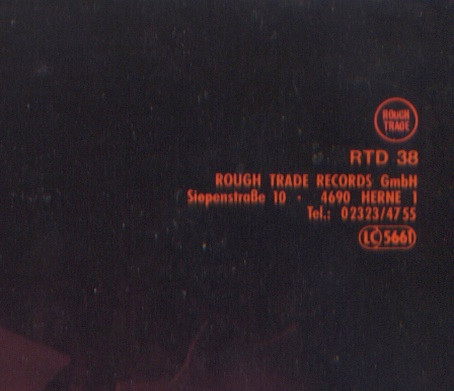 ROUGH
TRADE
RTD 38
ROUGH TRADE RECORDS GmbH
Siepenstraße 10 · 4690 HERNE 1
Tel.: 02323/4755
LC 5661